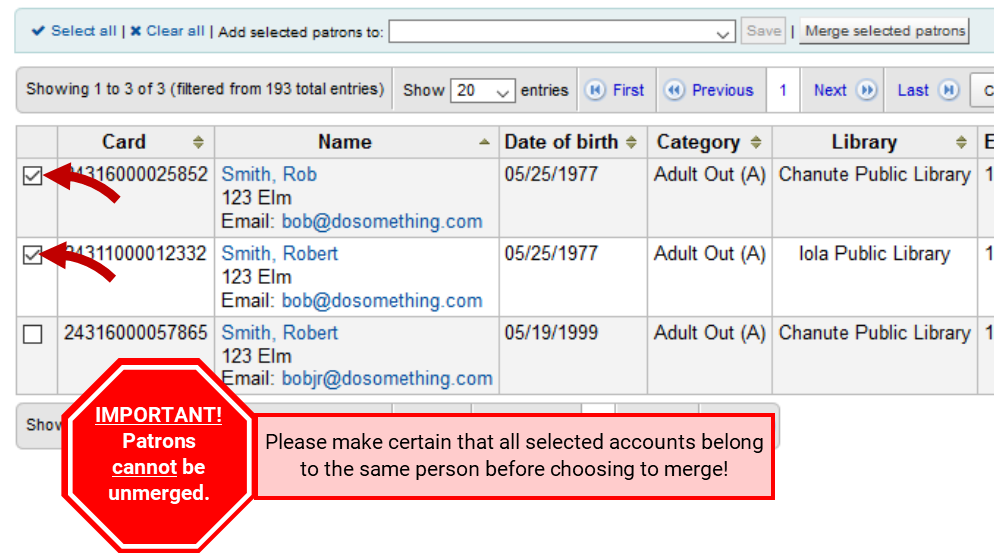 Select all | Clear all | Add selected patrons to: Save | Merge selected patrons
Showing 1 to 3 of 3 (filtered from 193 total entries) Show 20 entries First Previous 1 Next Last C
Card Name Date of birth Category Library E
24316000025852 Smith, Rob 05/25/1977 Adult Out (A) Chanute Public Library 1
123 Elm
Email: bob@dosomething.com
24311000012332 Smith, Robert 05/25/1977 Adult Out (A) Iola Public Library 1
123 Elm
Email: bob@dosomething.com
24316000057865 Smith, Robert 05/19/1999 Adult Out (A) Chanute Public Library 1
123 Elm
Email: bobjr@dosomething.com
Show
IMPORTANT!
Patrons
cannot be
unmerged.
Please make certain that all selected accounts belong
to the same person before choosing to merge!